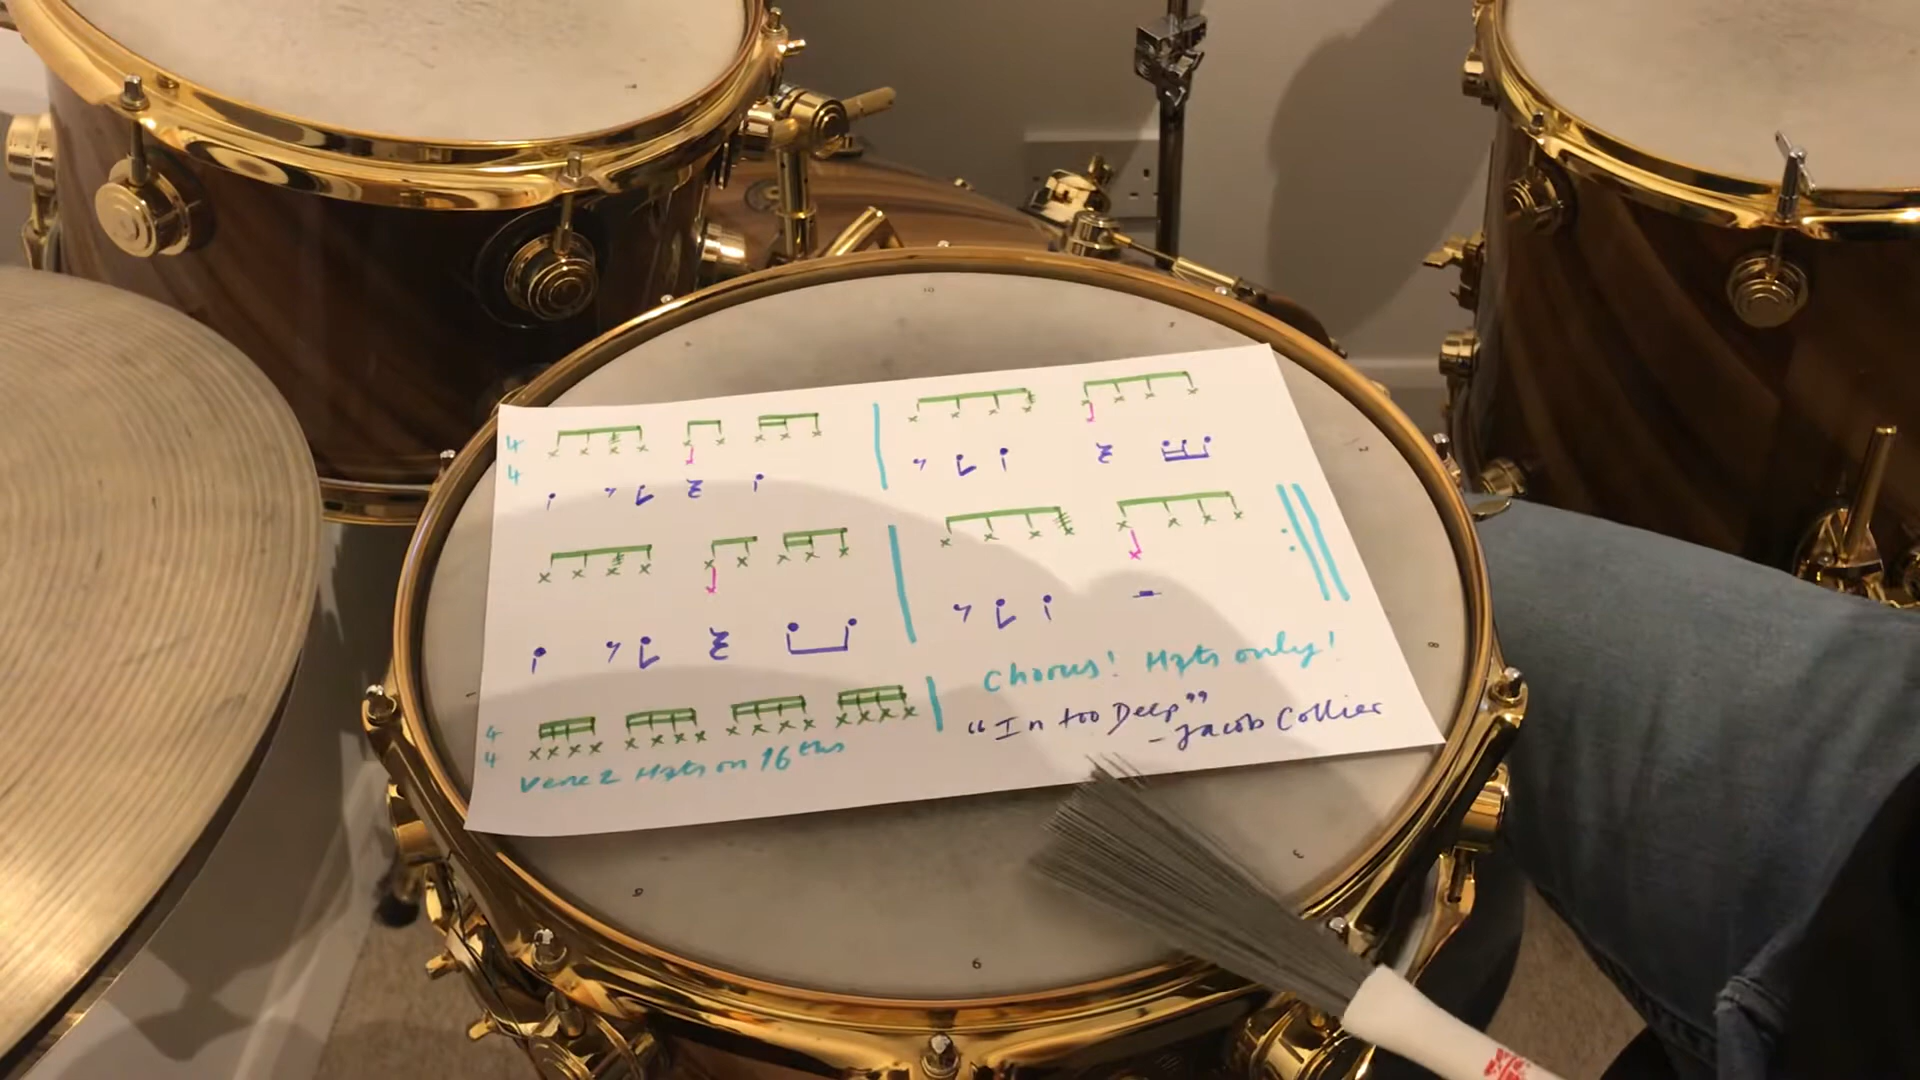 4
4
4
4
Chorus! Hats only!
"In too Deep"
- Jacob Collier
Verse 2 Hats on 16ths